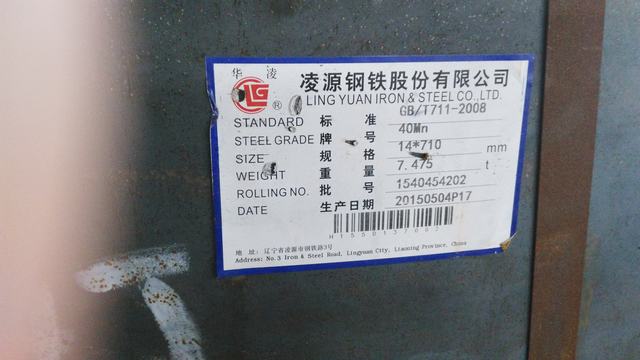 华 凌
LG ®
凌源钢铁股份有限公司
LING YUAN IRON & STEEL CO., LTD.
STANDARD 标 准 GB/T711-2008
STEEL GRADE 牌 号 40Mn
SIZE 规 格 14*710 mm
WEIGHT 重 量 7.475 t
ROLLING NO. 批 号 1540454202
DATE 生产日期 20150504P17
地 址: 辽宁省凌源市钢铁路3号
Address: No.3 Iron & Steel Road, Lingyuan City, Liaoning Province, China